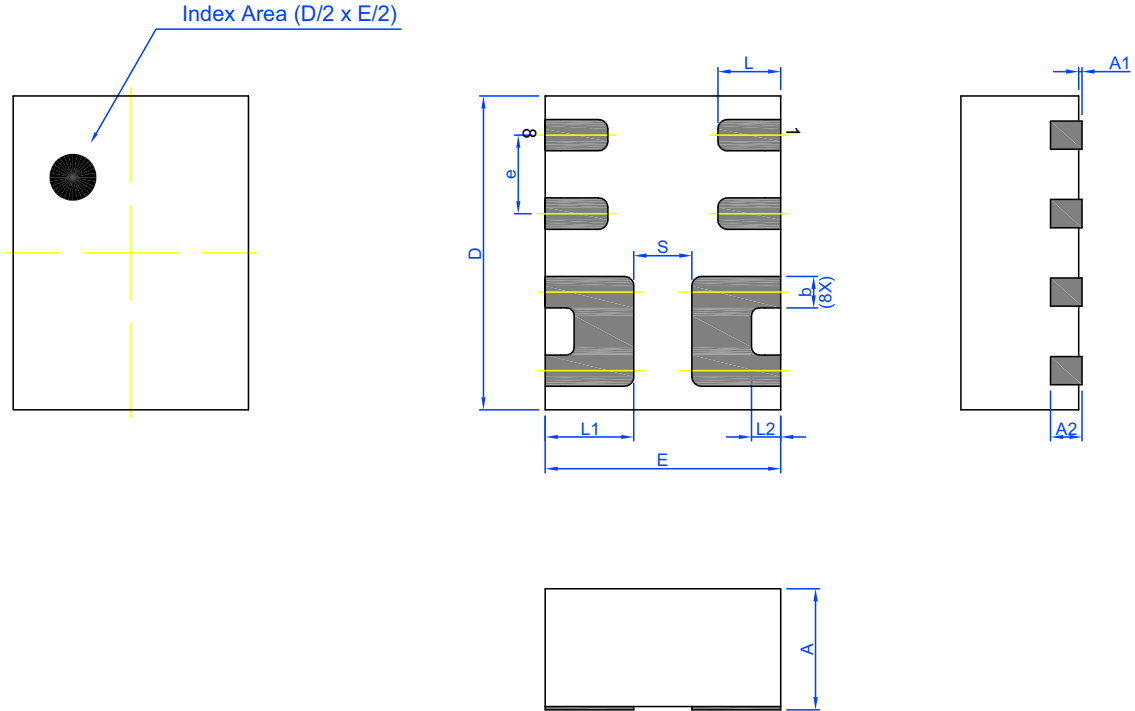 Index Area (D/2 x E/2)
L
A1
8
1
e
D
S
b
(8X)
L1
L2
A2
E
A